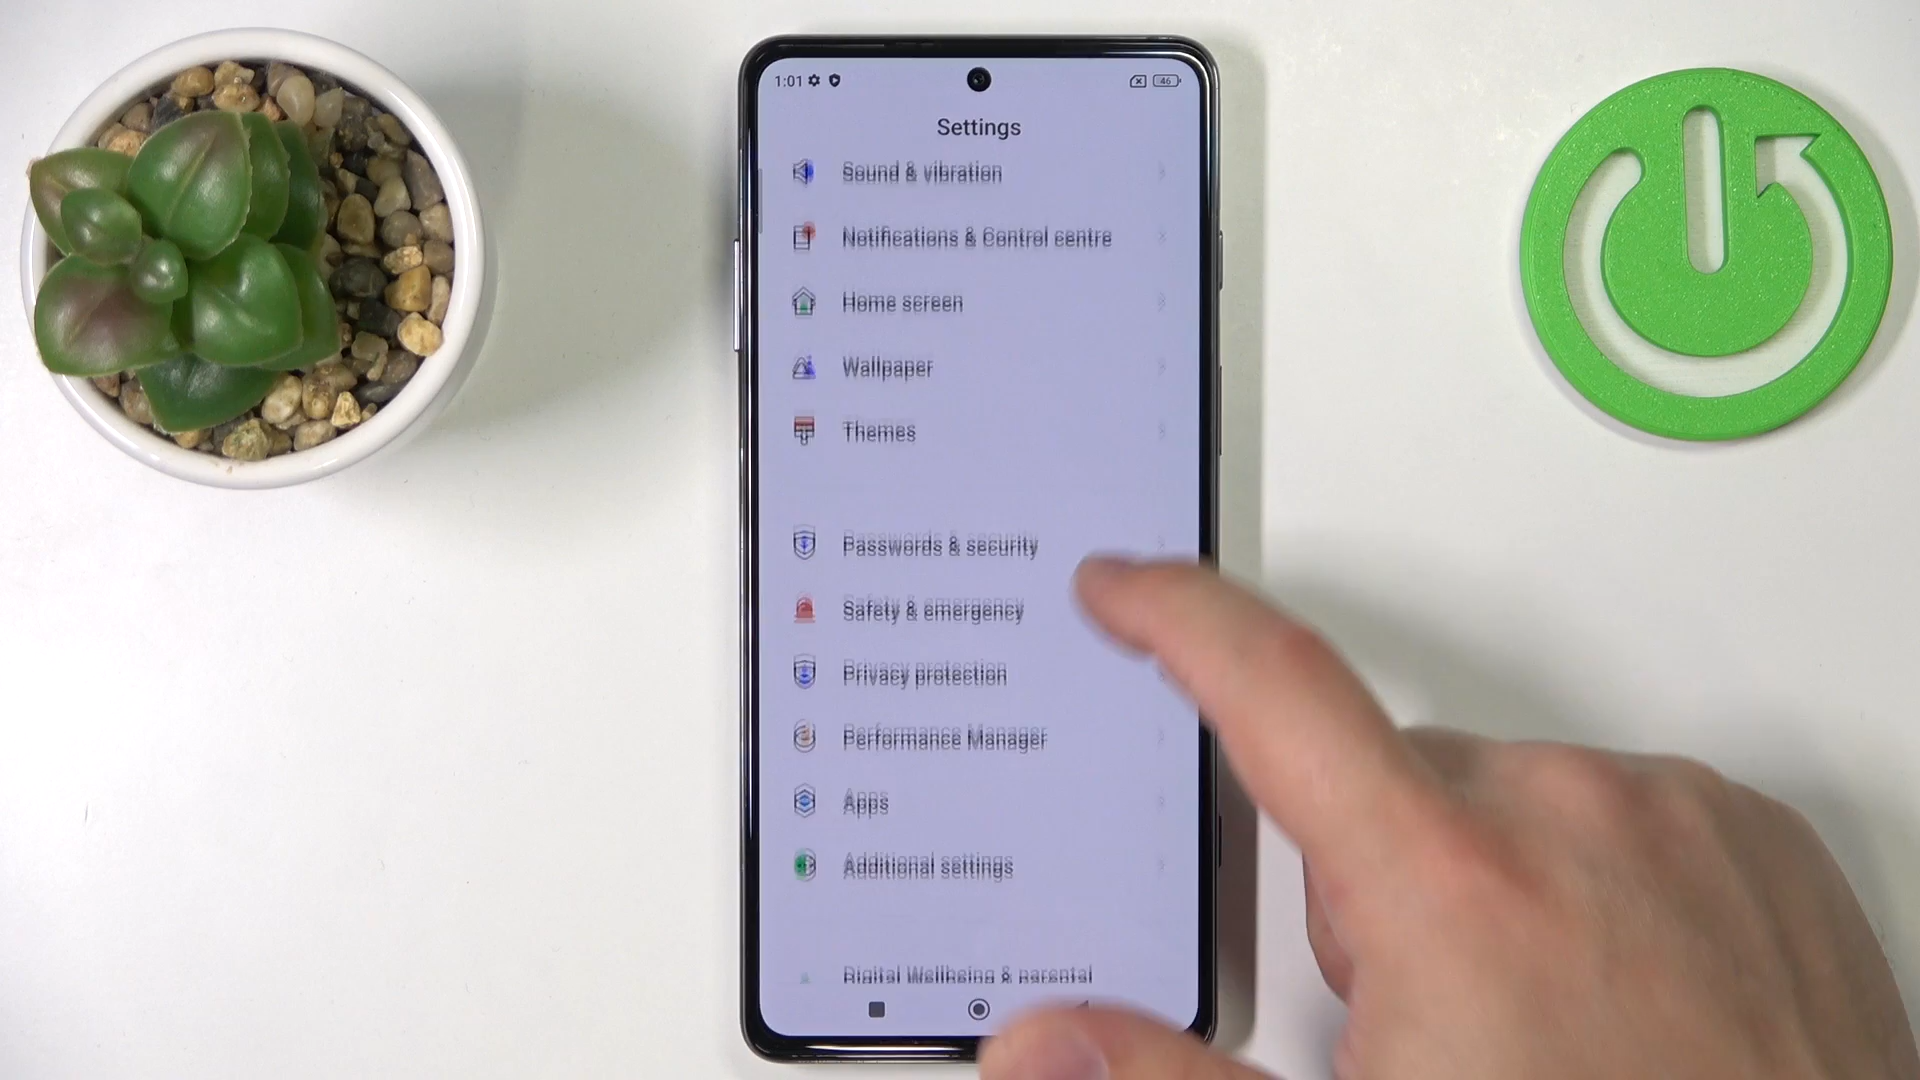 1:01
46
Settings
Sound & vibration
Notifications & Control centre
Home screen
Wallpaper
Themes
Passwords & security
Safety & emergency
Privacy protection
Performance Manager
Apps
Additional settings
Digital Wellbeing & parental